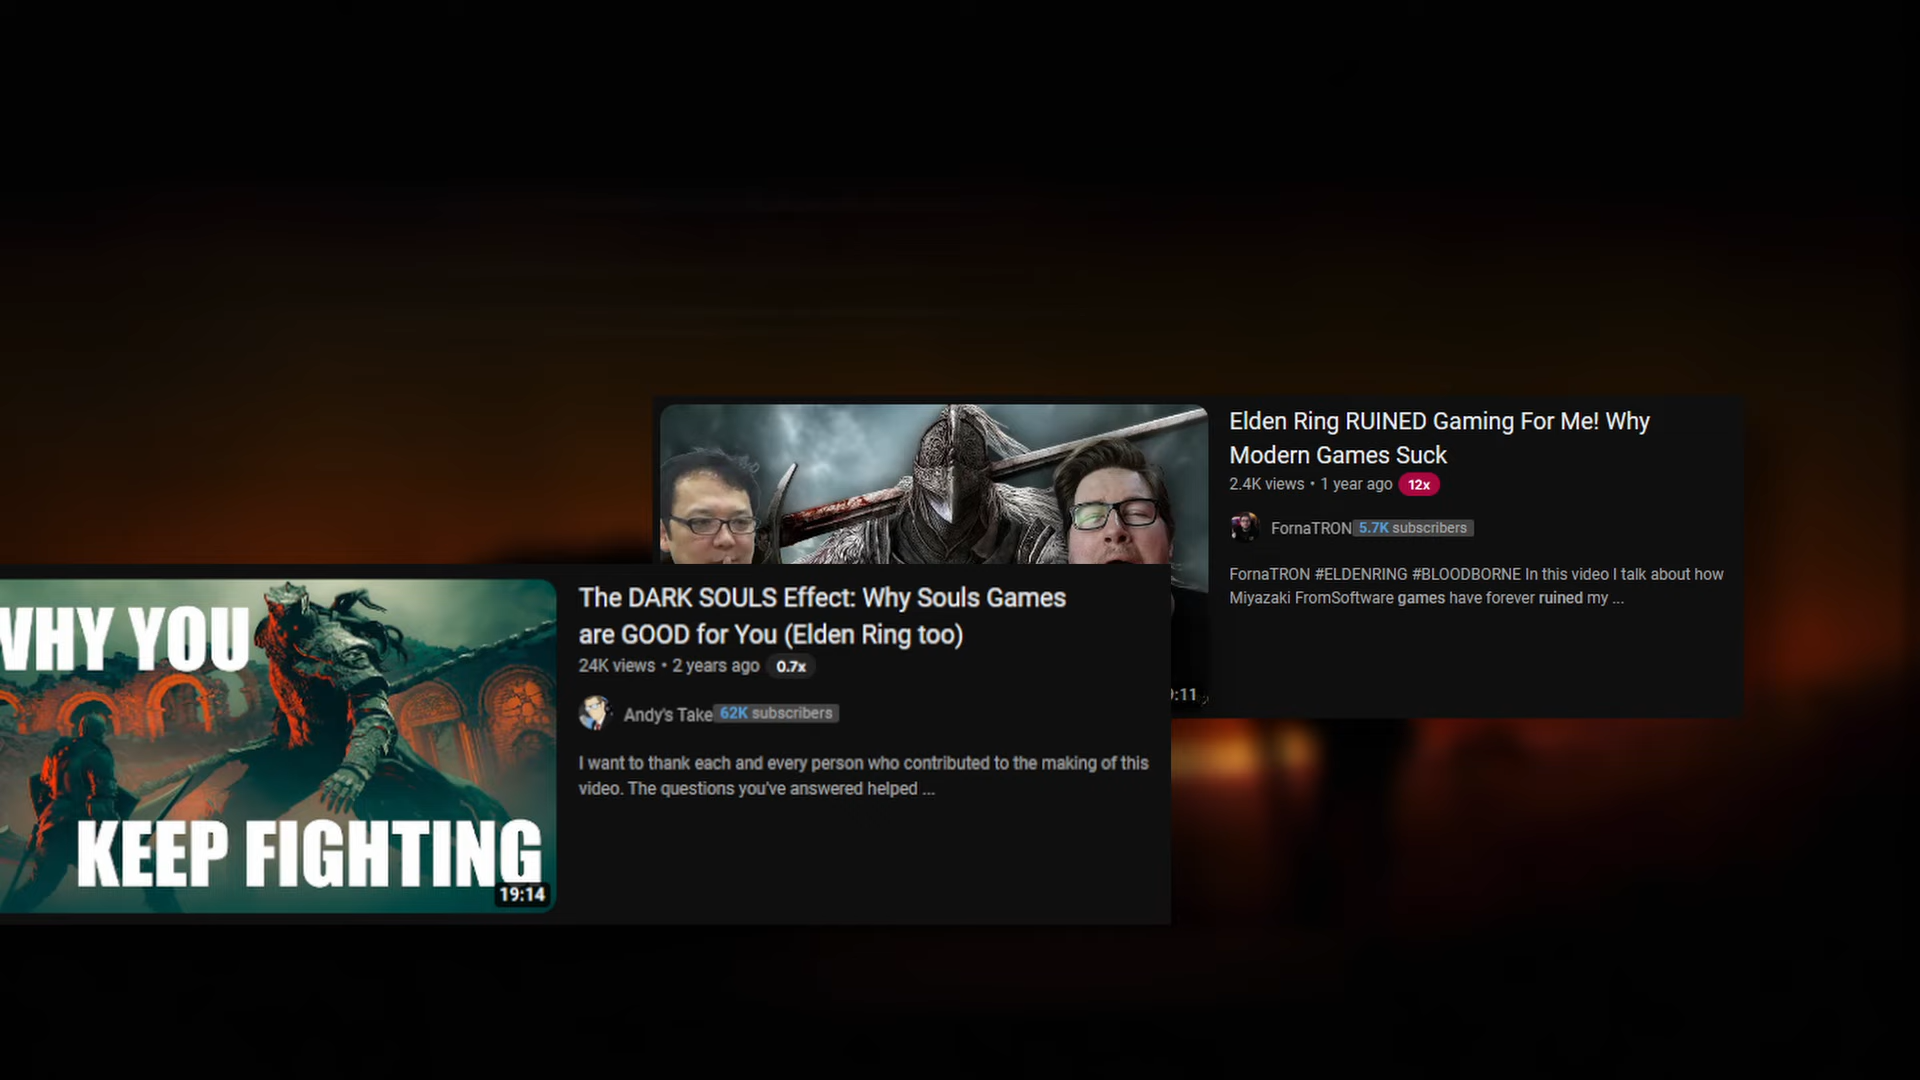 Elden Ring RUINED Gaming For Me! Why
Modern Games Suck
2.4K views • 1 year ago 12x
FornaTRON 5.7K subscribers
FornaTRON #ELDENRING #BLOODBORNE In this video I talk about how
Miyazaki FromSoftware games have forever ruined my ...
:11
WHY YOU
KEEP FIGHTING
19:14
The DARK SOULS Effect: Why Souls Games
are GOOD for You (Elden Ring too)
24K views • 2 years ago 0.7x
Andy's Take 62K subscribers
I want to thank each and every person who contributed to the making of this
video. The questions you've answered helped ...